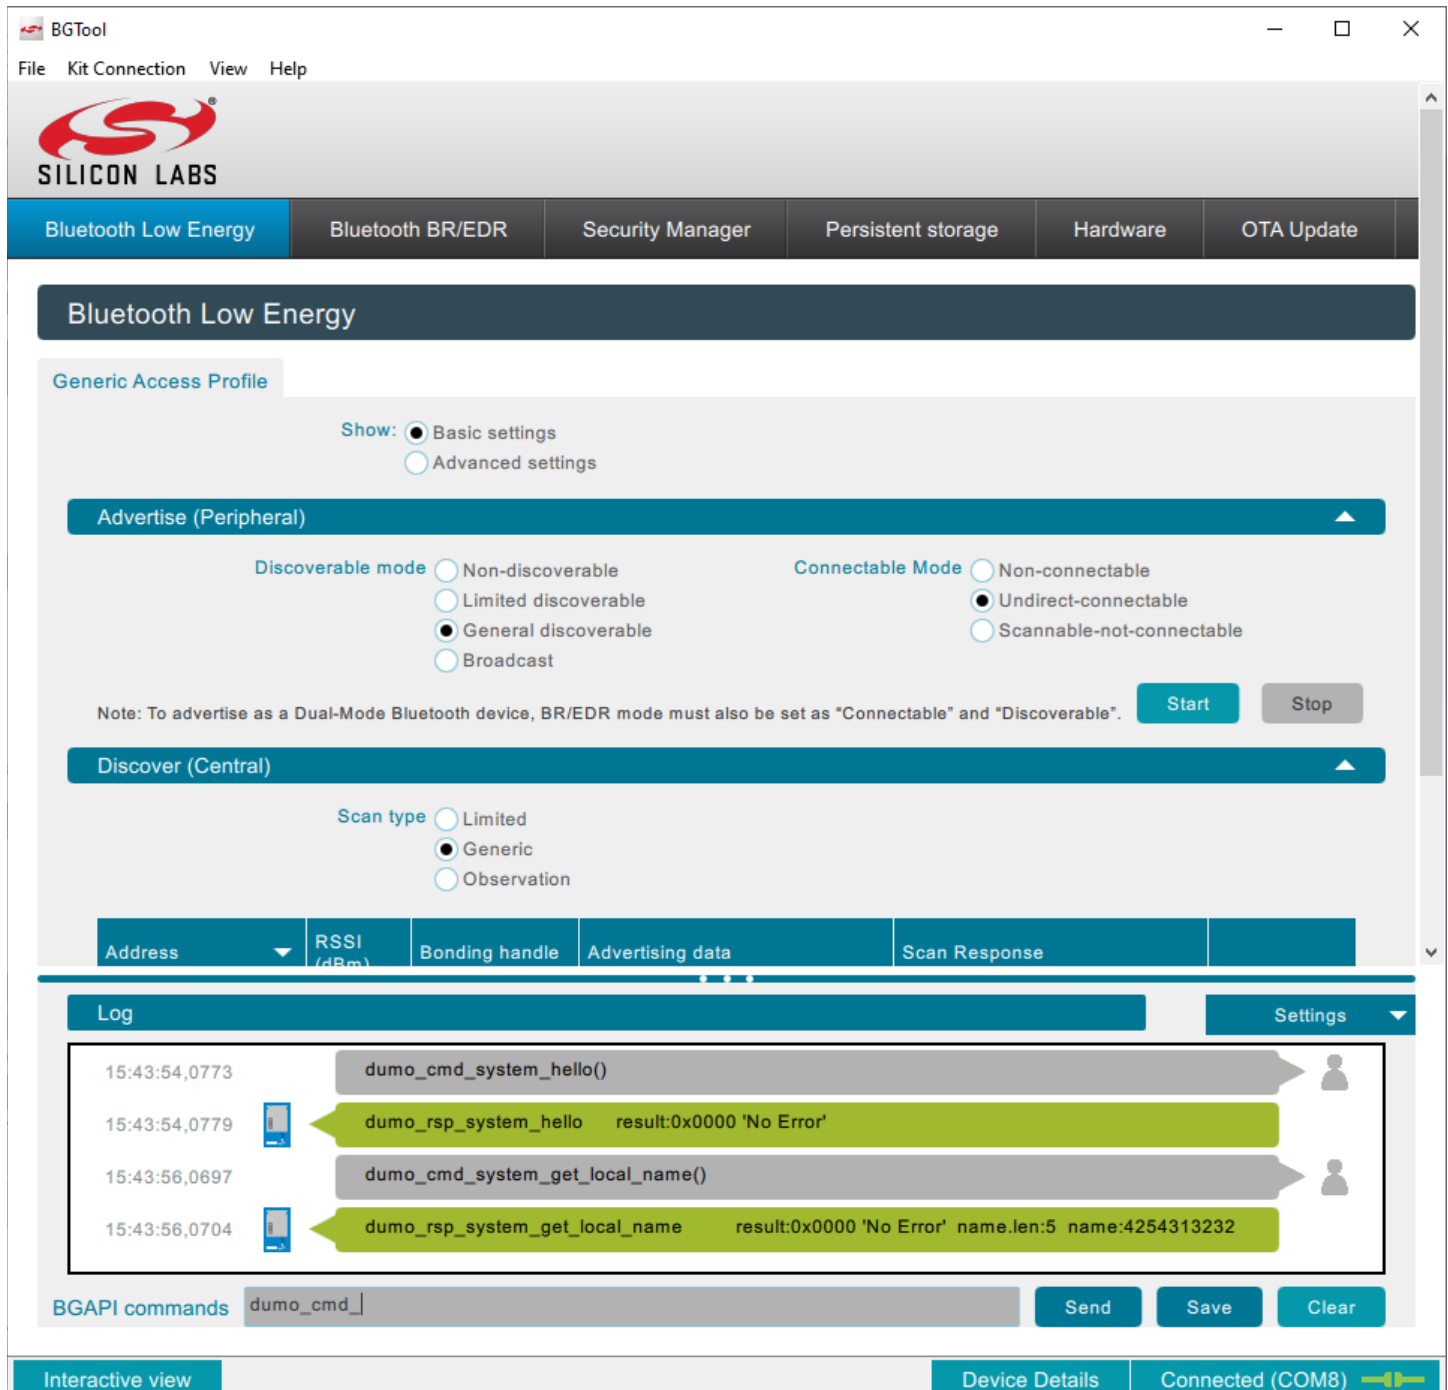 BGTool
File Kit Connection View Help
®
SILICON LABS
Bluetooth Low Energy Bluetooth BR/EDR Security Manager Persistent storage Hardware OTA Update
Bluetooth Low Energy
Generic Access Profile
Show: Basic settings
Advanced settings
Advertise (Peripheral)
Discoverable mode Non-discoverable Connectable Mode Non-connectable
Limited discoverable Undirect-connectable
General discoverable Scannable-not-connectable
Broadcast
Note: To advertise as a Dual-Mode Bluetooth device, BR/EDR mode must also be set as “Connectable” and “Discoverable”. Start Stop
Discover (Central)
Scan type Limited
Generic
Observation
Address RSSI (dBm) Bonding handle Advertising data Scan Response
Log Settings
15:43:54,0773 dumo_cmd_system_hello()
15:43:54,0779 dumo_rsp_system_hello result:0x0000 'No Error'
15:43:56,0697 dumo_cmd_system_get_local_name()
15:43:56,0704 dumo_rsp_system_get_local_name result:0x0000 'No Error' name.len:5 name:4254313232
BGAPI commands dumo_cmd_ Send Save Clear
Interactive view Device Details Connected (COM8)